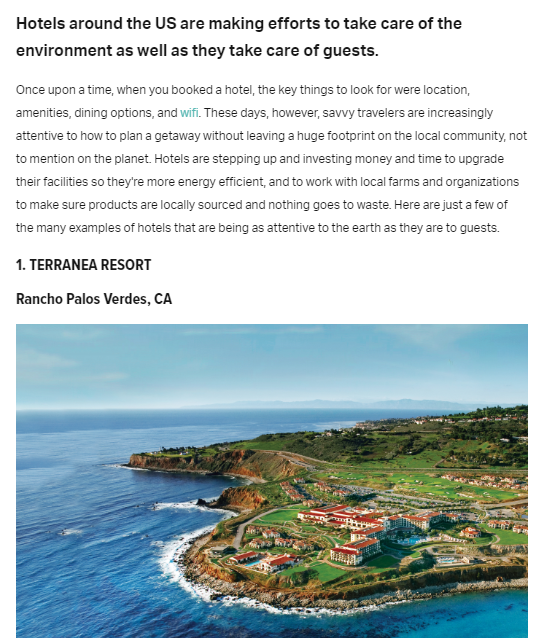 Hotels around the US are making efforts to take care of the
environment as well as they take care of guests.
Once upon a time, when you booked a hotel, the key things to look for were location,
amenities, dining options, and wifi. These days, however, savvy travelers are increasingly
attentive to how to plan a getaway without leaving a huge footprint on the local community, not
to mention on the planet. Hotels are stepping up and investing money and time to upgrade
their facilities so they're more energy efficient, and to work with local farms and organizations
to make sure products are locally sourced and nothing goes to waste. Here are just a few of
the many examples of hotels that are being as attentive to the earth as they are to guests.
1. TERRANEA RESORT
Rancho Palos Verdes, CA